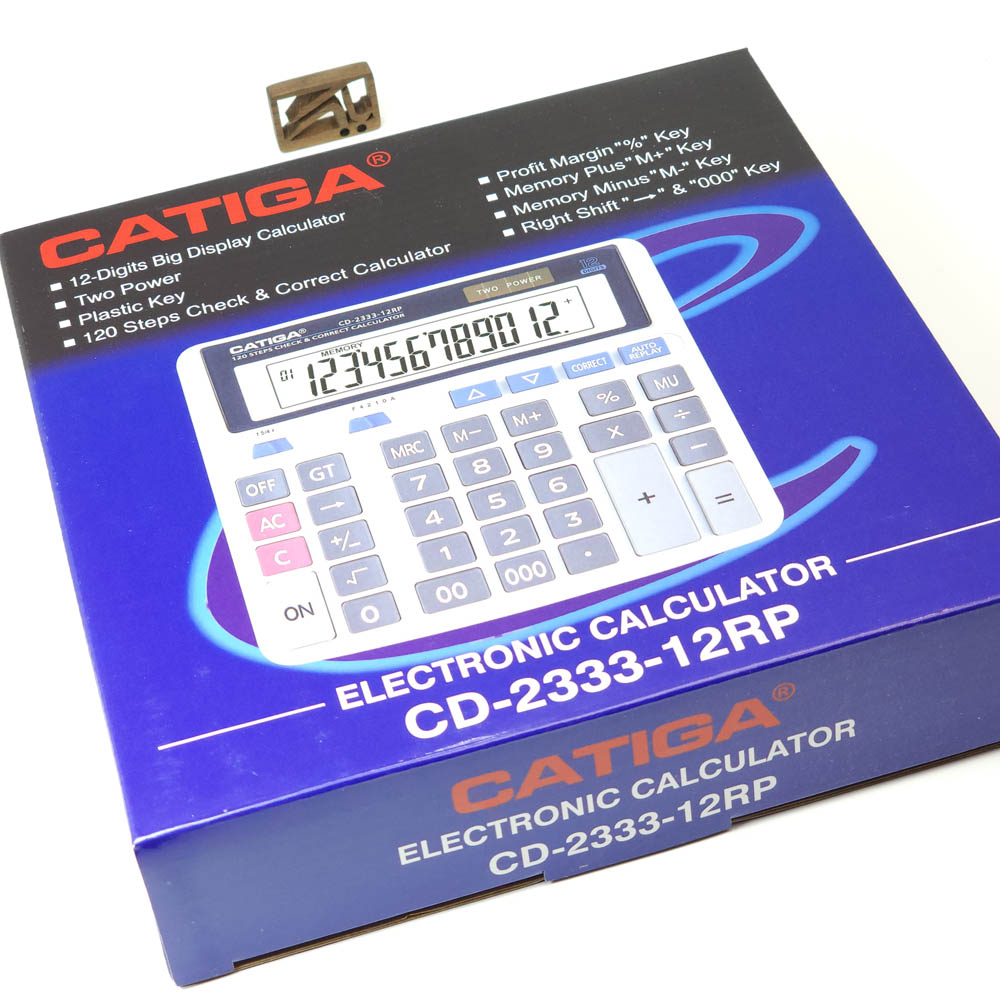 CATIGA®
■ 12-Digits Big Display Calculator
■ Two Power
■ Plastic Key
■ 120 Steps Check & Correct Calculator
■ Profit Margin "%" Key
■ Memory Plus "M+" Key
■ Memory Minus "M-" Key
■ Right Shift "→" & "000" Key
TWO POWER
12
DIGITS
CATIGA® CD-2333-12RP
120 STEPS CHECK & CORRECT CALCULATOR
MEMORY
01 123456789012. +
△ ▽ CORRECT AUTO REPLAY
MRC M− M+ % MU
OFF GT 7 8 9 X ÷
AC → 4 5 6 + −
C +/− 1 2 3 =
ON √ 00 000 •
0
ELECTRONIC CALCULATOR
CD-2333-12RP
CATIGA®
ELECTRONIC CALCULATOR
CD-2333-12RP